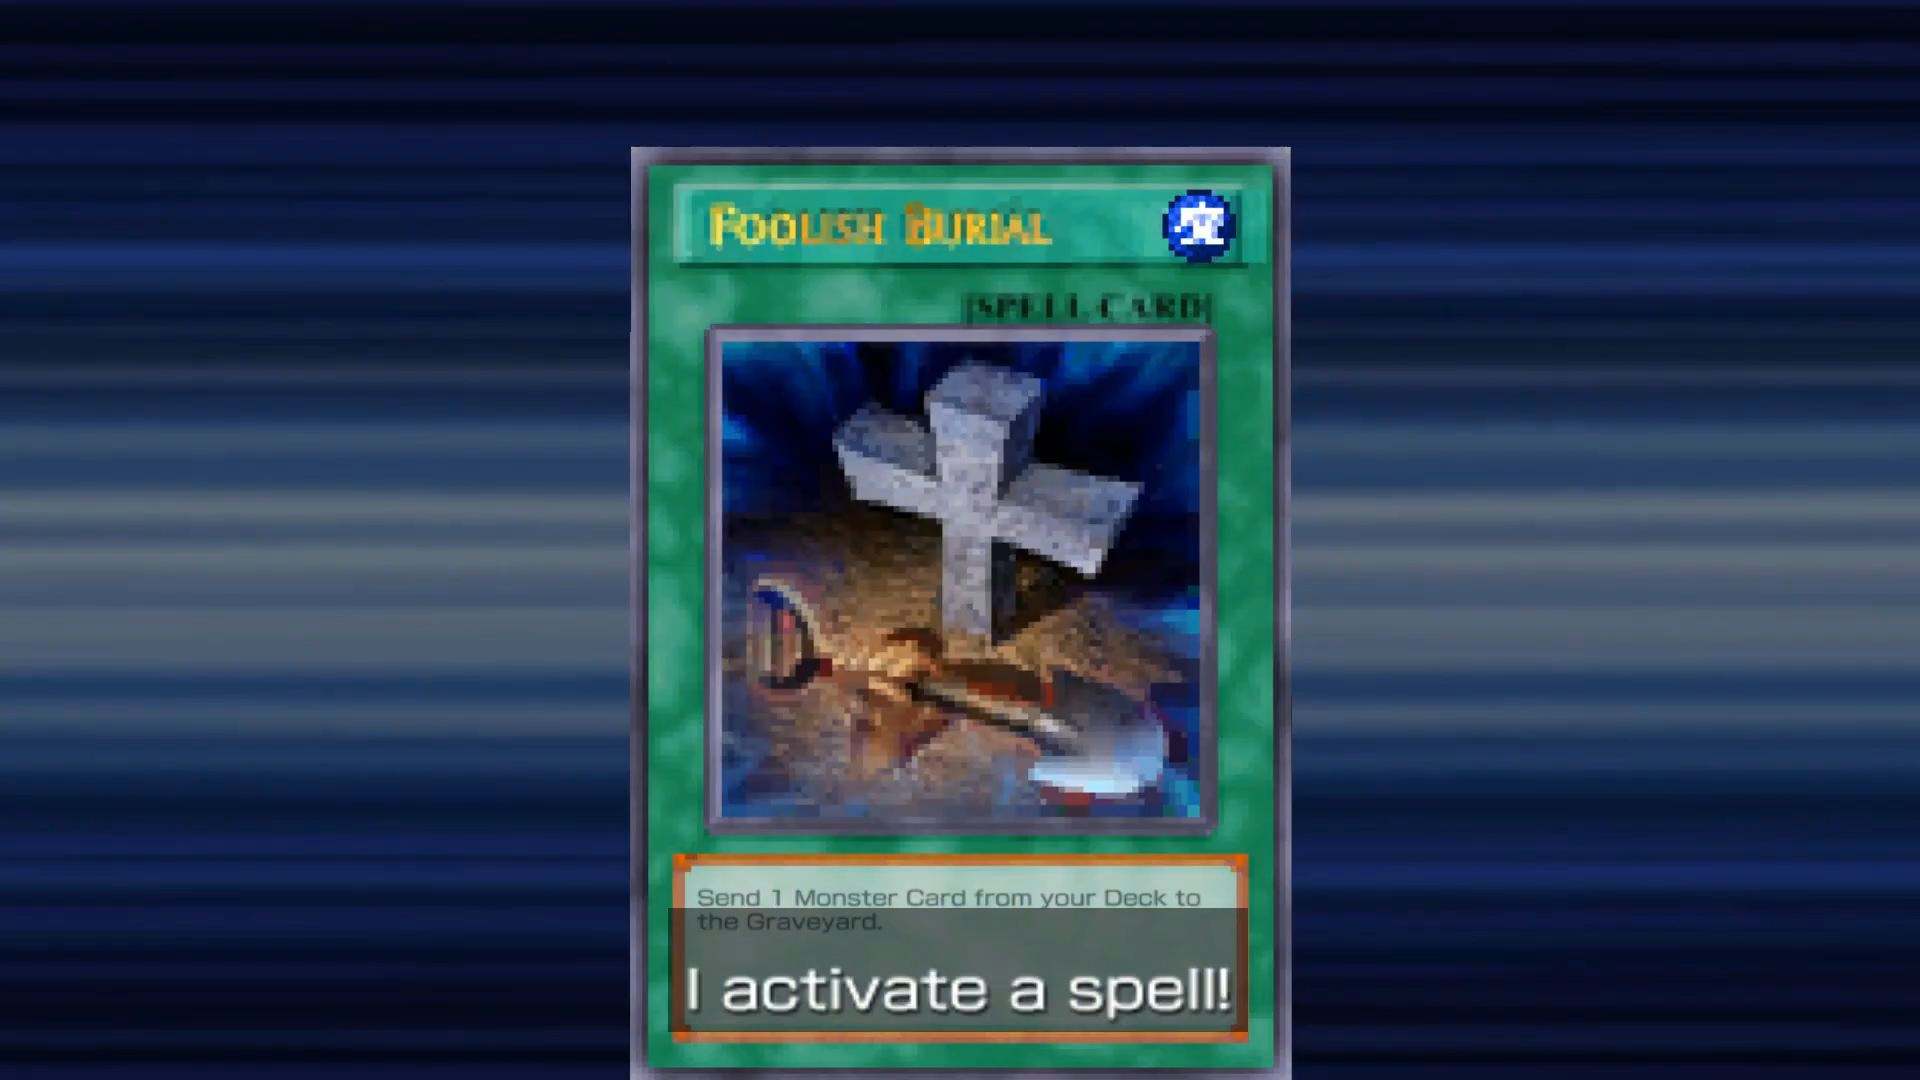 FOOLISH BURIAL
[SPELL CARD]
Send 1 Monster Card from your Deck to
the Graveyard.
I activate a spell!